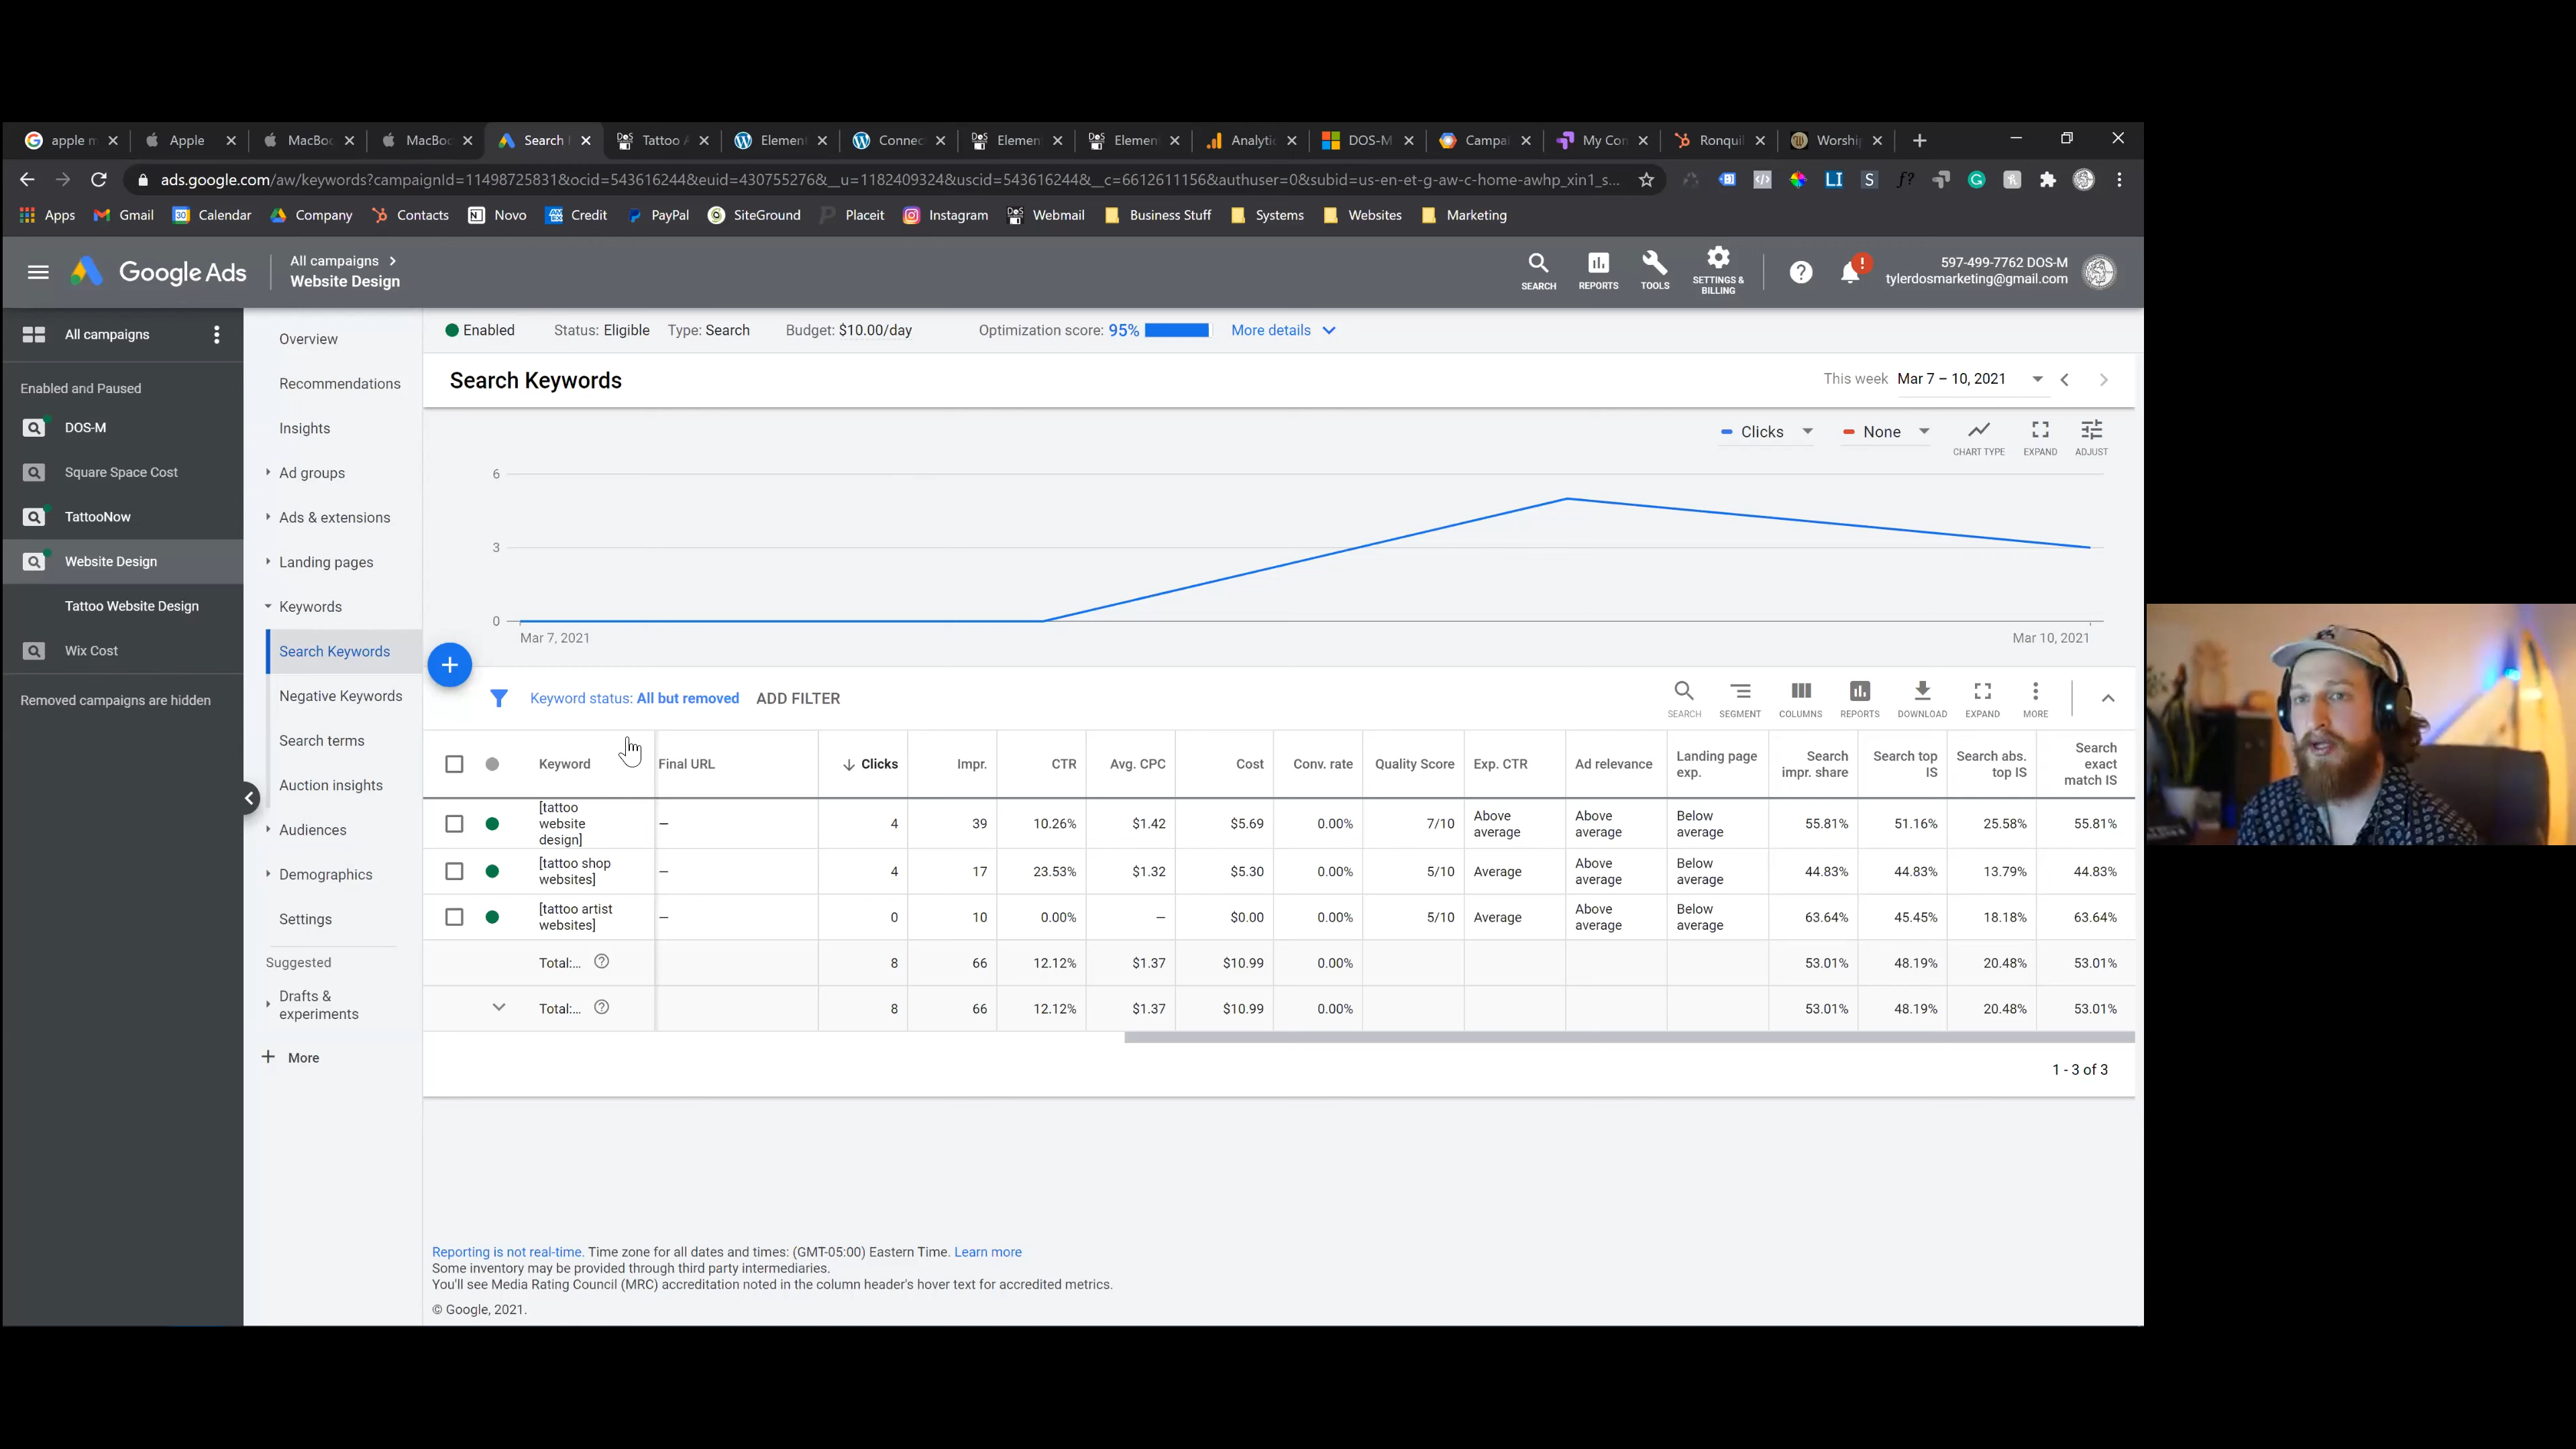 apple m
Apple
MacBoo
MacBoo
Search
Tattoo A
Element
Connec
Element
Element
Analytic
DOS-M
Campai
My Con
Ronquil
Worship
ads.google.com/aw/keywords?campaignId=11498725831&ocid=543616244&euid=430755276&__u=1182409324&uscid=543616244&__c=6612611156&authuser=0&subid=us-en-et-g-aw-c-home-awhp_xin1_s...
Apps
Gmail
Calendar
Company
Contacts
Novo
Credit
PayPal
SiteGround
Placeit
Instagram
Webmail
Business Stuff
Systems
Websites
Marketing
Google Ads
All campaigns >
Website Design
SEARCH
REPORTS
TOOLS
SETTINGS & BILLING
597-499-7762 DOS-M
tylerdosmarketing@gmail.com
All campaigns
Enabled and Paused
DOS-M
Square Space Cost
TattooNow
Website Design
Tattoo Website Design
Wix Cost
Removed campaigns are hidden
Overview
Recommendations
Insights
Ad groups
Ads & extensions
Landing pages
Keywords
Search Keywords
Negative Keywords
Search terms
Auction insights
Audiences
Demographics
Settings
Suggested
Drafts &
experiments
+ More
Enabled Status: Eligible Type: Search Budget: $10.00/day Optimization score: 95% More details
Search Keywords
This week Mar 7 – 10, 2021
Clicks
None
CHART TYPE
EXPAND
ADJUST
6
3
0
Mar 7, 2021
Mar 10, 2021
Keyword status: All but removed ADD FILTER
SEARCH
SEGMENT
COLUMNS
REPORTS
DOWNLOAD
EXPAND
MORE
Keyword Final URL Clicks Impr. CTR Avg. CPC Cost Conv. rate Quality Score Exp. CTR Ad relevance Landing page exp. Search impr. share Search top IS Search abs. top IS Search exact match IS
[tattoo website design] — 4 39 10.26% $1.42 $5.69 0.00% 7/10 Above average Above average Below average 55.81% 51.16% 25.58% 55.81%
[tattoo shop websites] — 4 17 23.53% $1.32 $5.30 0.00% 5/10 Average Above average Below average 44.83% 44.83% 13.79% 44.83%
[tattoo artist websites] — 0 10 0.00% — $0.00 0.00% 5/10 Average Above average Below average 63.64% 45.45% 18.18% 63.64%
Total:... 8 66 12.12% $1.37 $10.99 0.00% 53.01% 48.19% 20.48% 53.01%
Total:... 8 66 12.12% $1.37 $10.99 0.00% 53.01% 48.19% 20.48% 53.01%
1 - 3 of 3
Reporting is not real-time. Time zone for all dates and times: (GMT-05:00) Eastern Time. Learn more
Some inventory may be provided through third party intermediaries.
You'll see Media Rating Council (MRC) accreditation noted in the column header's hover text for accredited metrics.
© Google, 2021.